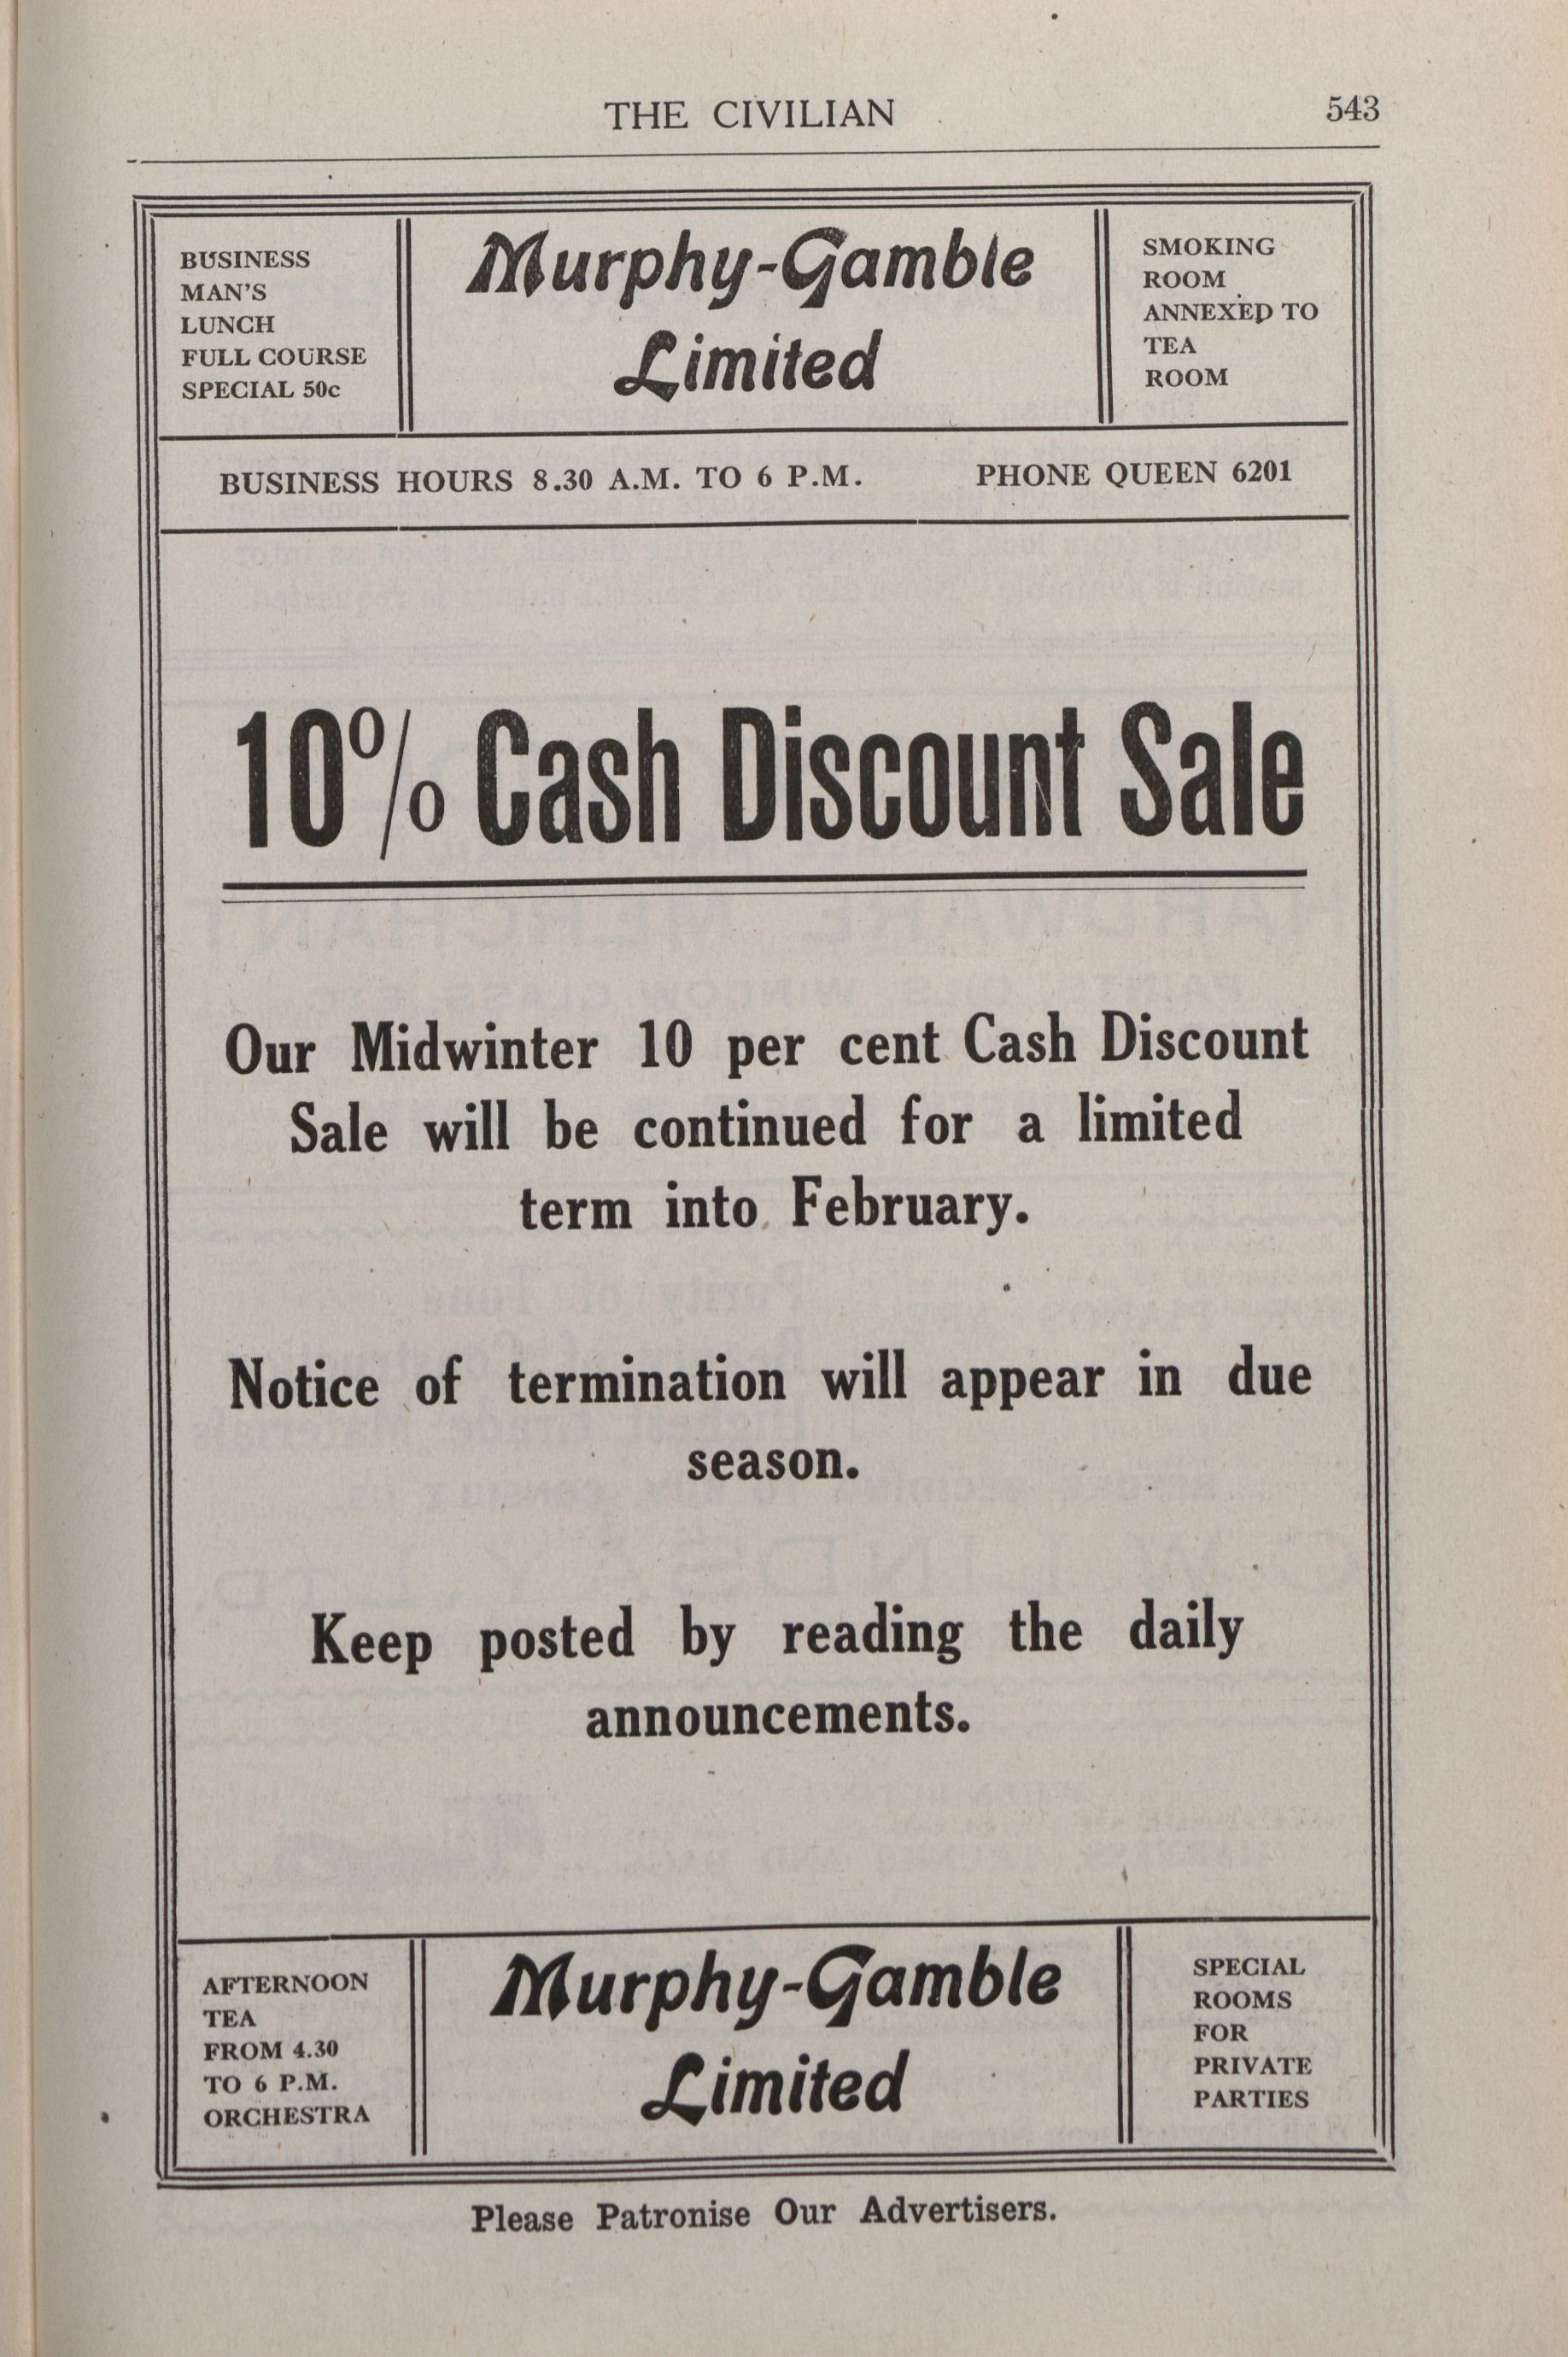 THE CIVILIAN 543
BUSINESS
MAN'S
LUNCH
FULL COURSE
SPECIAL 50c
Murphy-Gamble
Limited
SMOKING
ROOM
ANNEXED TO
TEA
ROOM
BUSINESS HOURS 8.30 A.M. TO 6 P.M. PHONE QUEEN 6201
10% Cash Discount Sale
Our Midwinter 10 per cent Cash Discount
Sale will be continued for a limited
term into February.
Notice of termination will appear in due
season.
Keep posted by reading the daily
announcements.
AFTERNOON
TEA
FROM 4.30
TO 6 P.M.
ORCHESTRA
Murphy-Gamble
Limited
SPECIAL
ROOMS
FOR
PRIVATE
PARTIES
Please Patronise Our Advertisers.